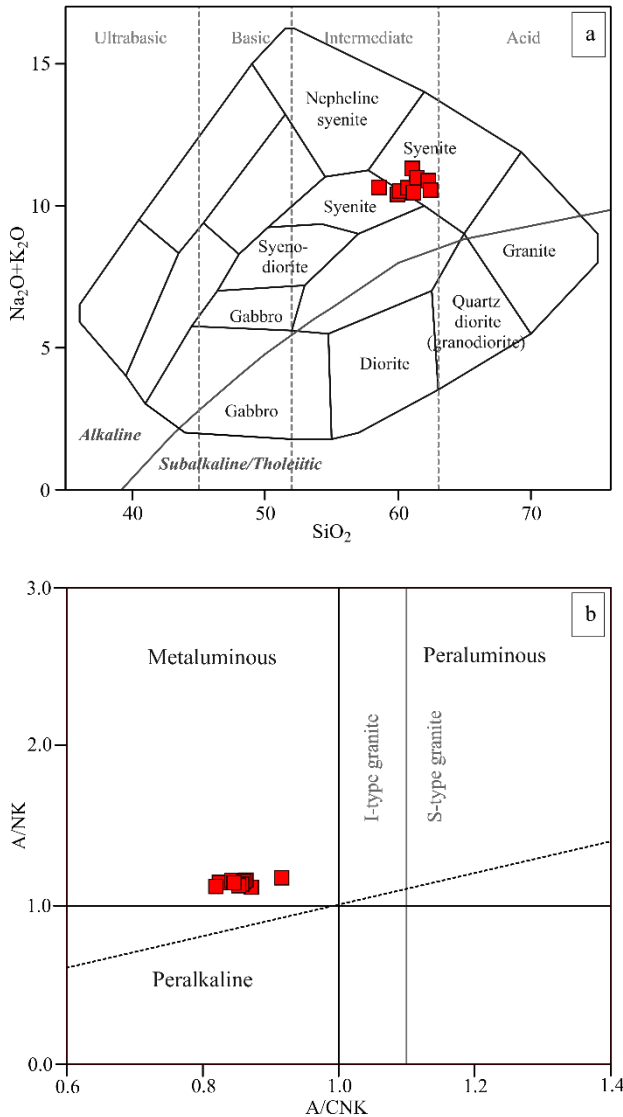 a
Ultrabasic
Basic
Intermediate
Acid
15
10
5
0
Na₂O+K₂O
Nepheline
syenite
Syenite
Syenite
Syeno-
diorite
Gabbro
Gabbro
Diorite
Granite
Quartz
diorite
(granodiorite)
Alkaline
Subalkaline/Tholeiitic
40
50
60
70
SiO₂
b
3.0
2.0
1.0
0.0
A/NK
Metaluminous
Peraluminous
I-type granite
S-type granite
Peralkaline
0.6
0.8
1.0
1.2
1.4
A/CNK